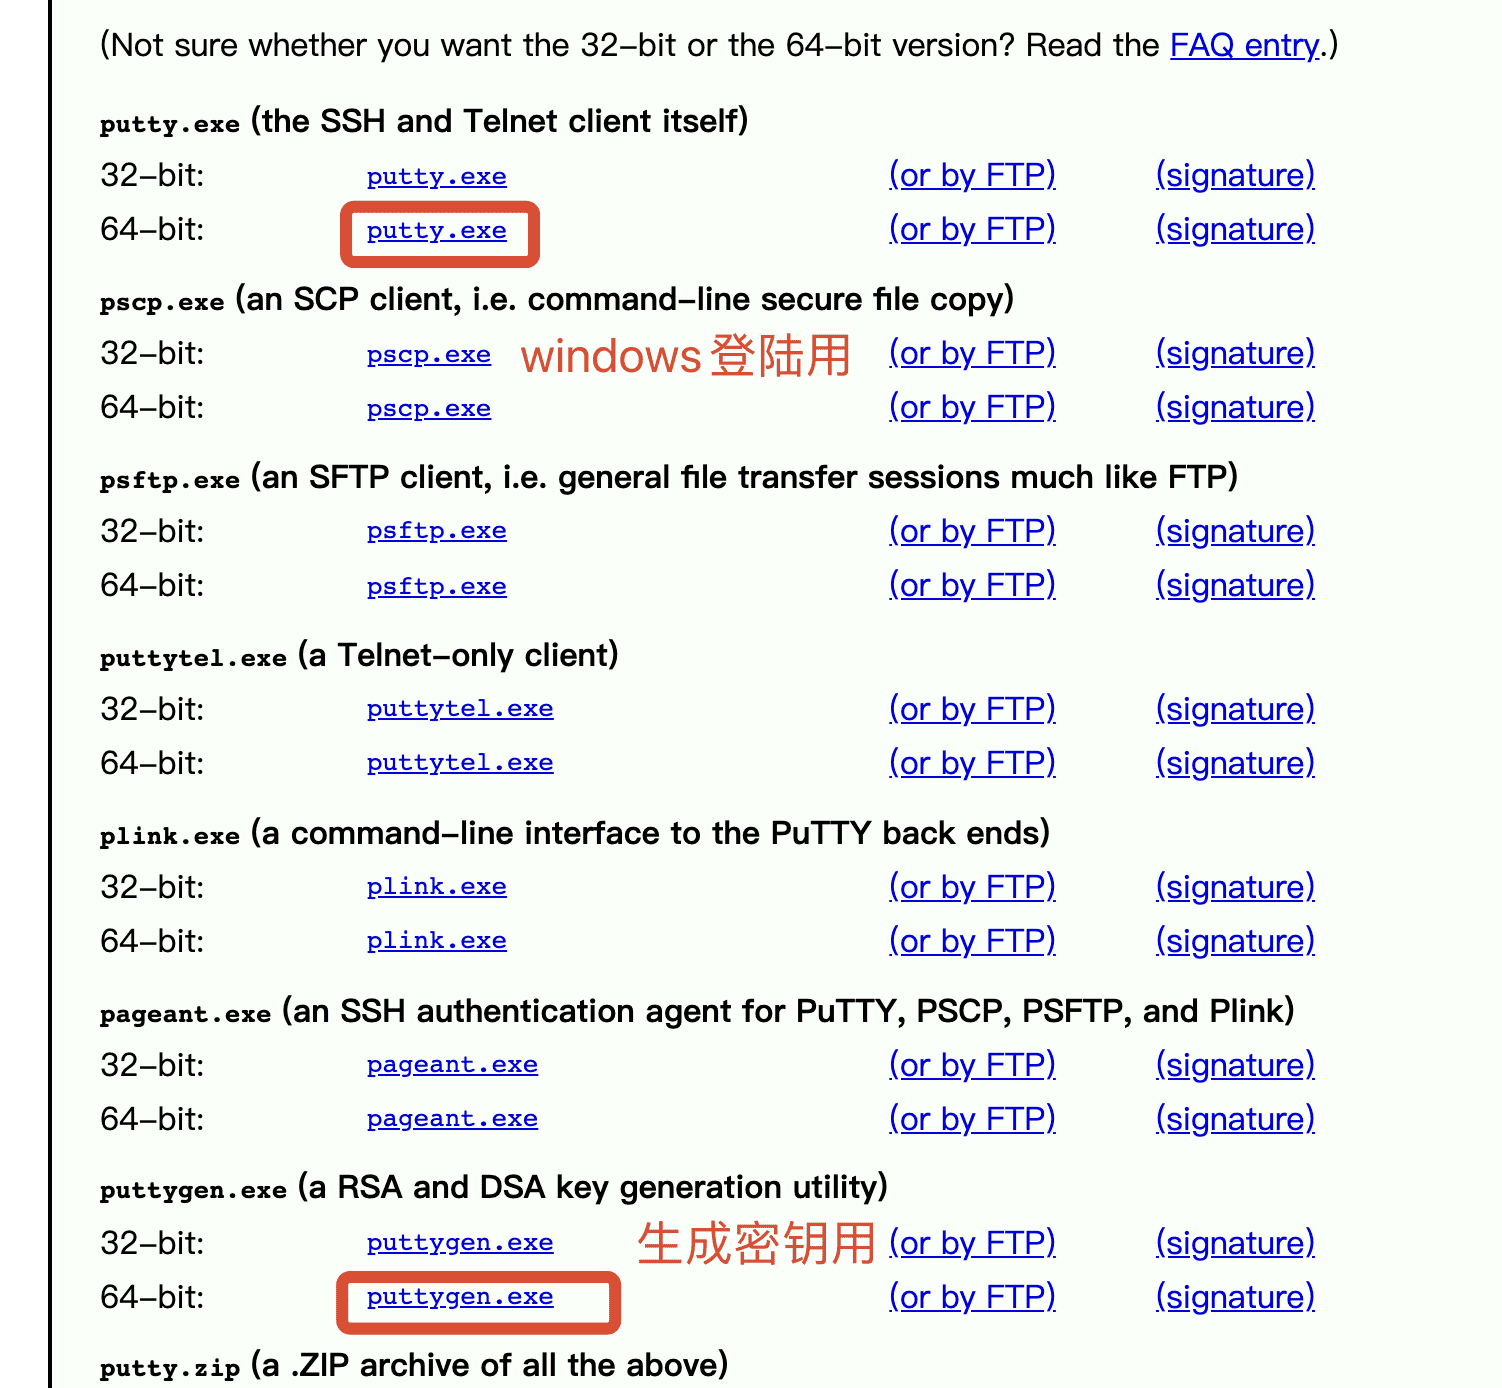 (Not sure whether you want the 32-bit or the 64-bit version? Read the FAQ entry.)
putty.exe (the SSH and Telnet client itself)
32-bit: putty.exe (or by FTP) (signature)
64-bit: putty.exe (or by FTP) (signature)
pscp.exe (an SCP client, i.e. command-line secure file copy)
32-bit: pscp.exe windows登陆用 (or by FTP) (signature)
64-bit: pscp.exe (or by FTP) (signature)
psftp.exe (an SFTP client, i.e. general file transfer sessions much like FTP)
32-bit: psftp.exe (or by FTP) (signature)
64-bit: psftp.exe (or by FTP) (signature)
puttytel.exe (a Telnet-only client)
32-bit: puttytel.exe (or by FTP) (signature)
64-bit: puttytel.exe (or by FTP) (signature)
plink.exe (a command-line interface to the PuTTY back ends)
32-bit: plink.exe (or by FTP) (signature)
64-bit: plink.exe (or by FTP) (signature)
pageant.exe (an SSH authentication agent for PuTTY, PSCP, PSFTP, and Plink)
32-bit: pageant.exe (or by FTP) (signature)
64-bit: pageant.exe (or by FTP) (signature)
puttygen.exe (a RSA and DSA key generation utility)
32-bit: puttygen.exe 生成密钥用 (or by FTP) (signature)
64-bit: puttygen.exe (or by FTP) (signature)
putty.zip (a .ZIP archive of all the above)